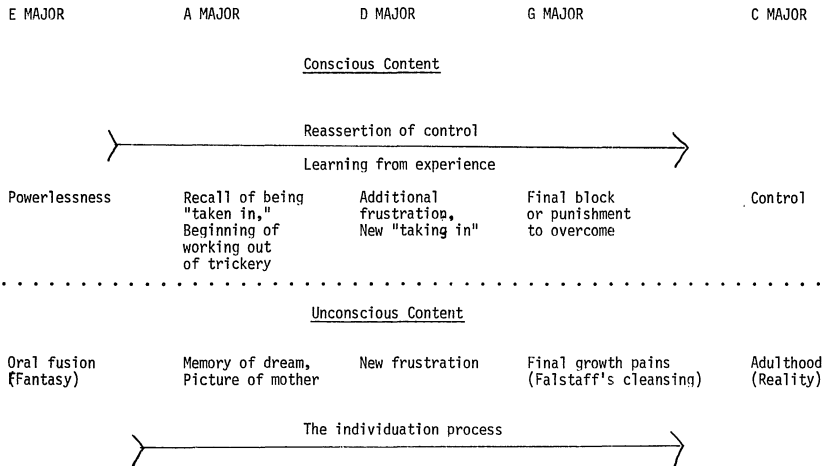 E MAJOR A MAJOR D MAJOR G MAJOR C MAJOR
Conscious Content
Reassertion of control
Learning from experience
Powerlessness Recall of being Additional Final block Control
"taken in," frustration, or punishment
Beginning of New "taking in" to overcome
working out
of trickery
Unconscious Content
Oral fusion Memory of dream, New frustration Final growth pains Adulthood
(Fantasy) Picture of mother (Falstaff's cleansing) (Reality)
The individuation process